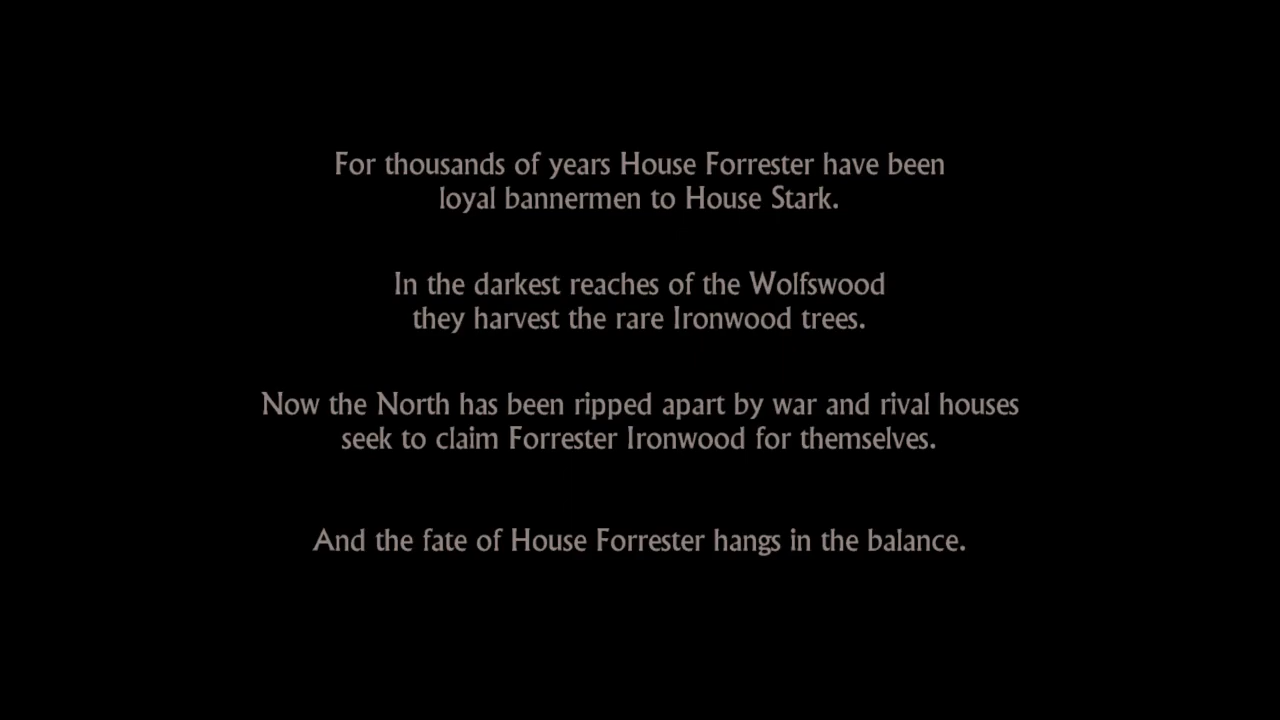 For thousands of years House Forrester have been
loyal bannermen to House Stark.
In the darkest reaches of the Wolfswood
they harvest the rare Ironwood trees.
Now the North has been ripped apart by war and rival houses
seek to claim Forrester Ironwood for themselves.
And the fate of House Forrester hangs in the balance.